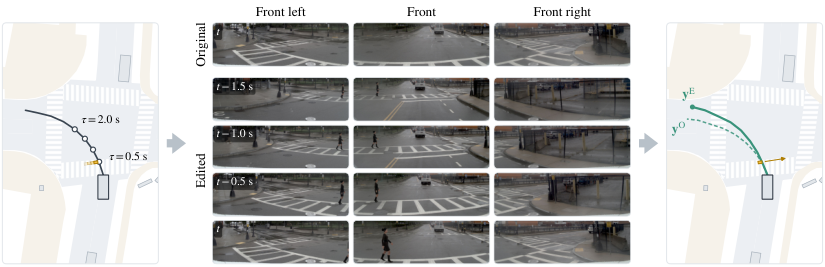 Front left
Front
Front right
Original
t
τ = 2.0 s
τ = 0.5 s
Edited
t − 1.5 s
t − 1.0 s
t − 0.5 s
t
y^E
y^O